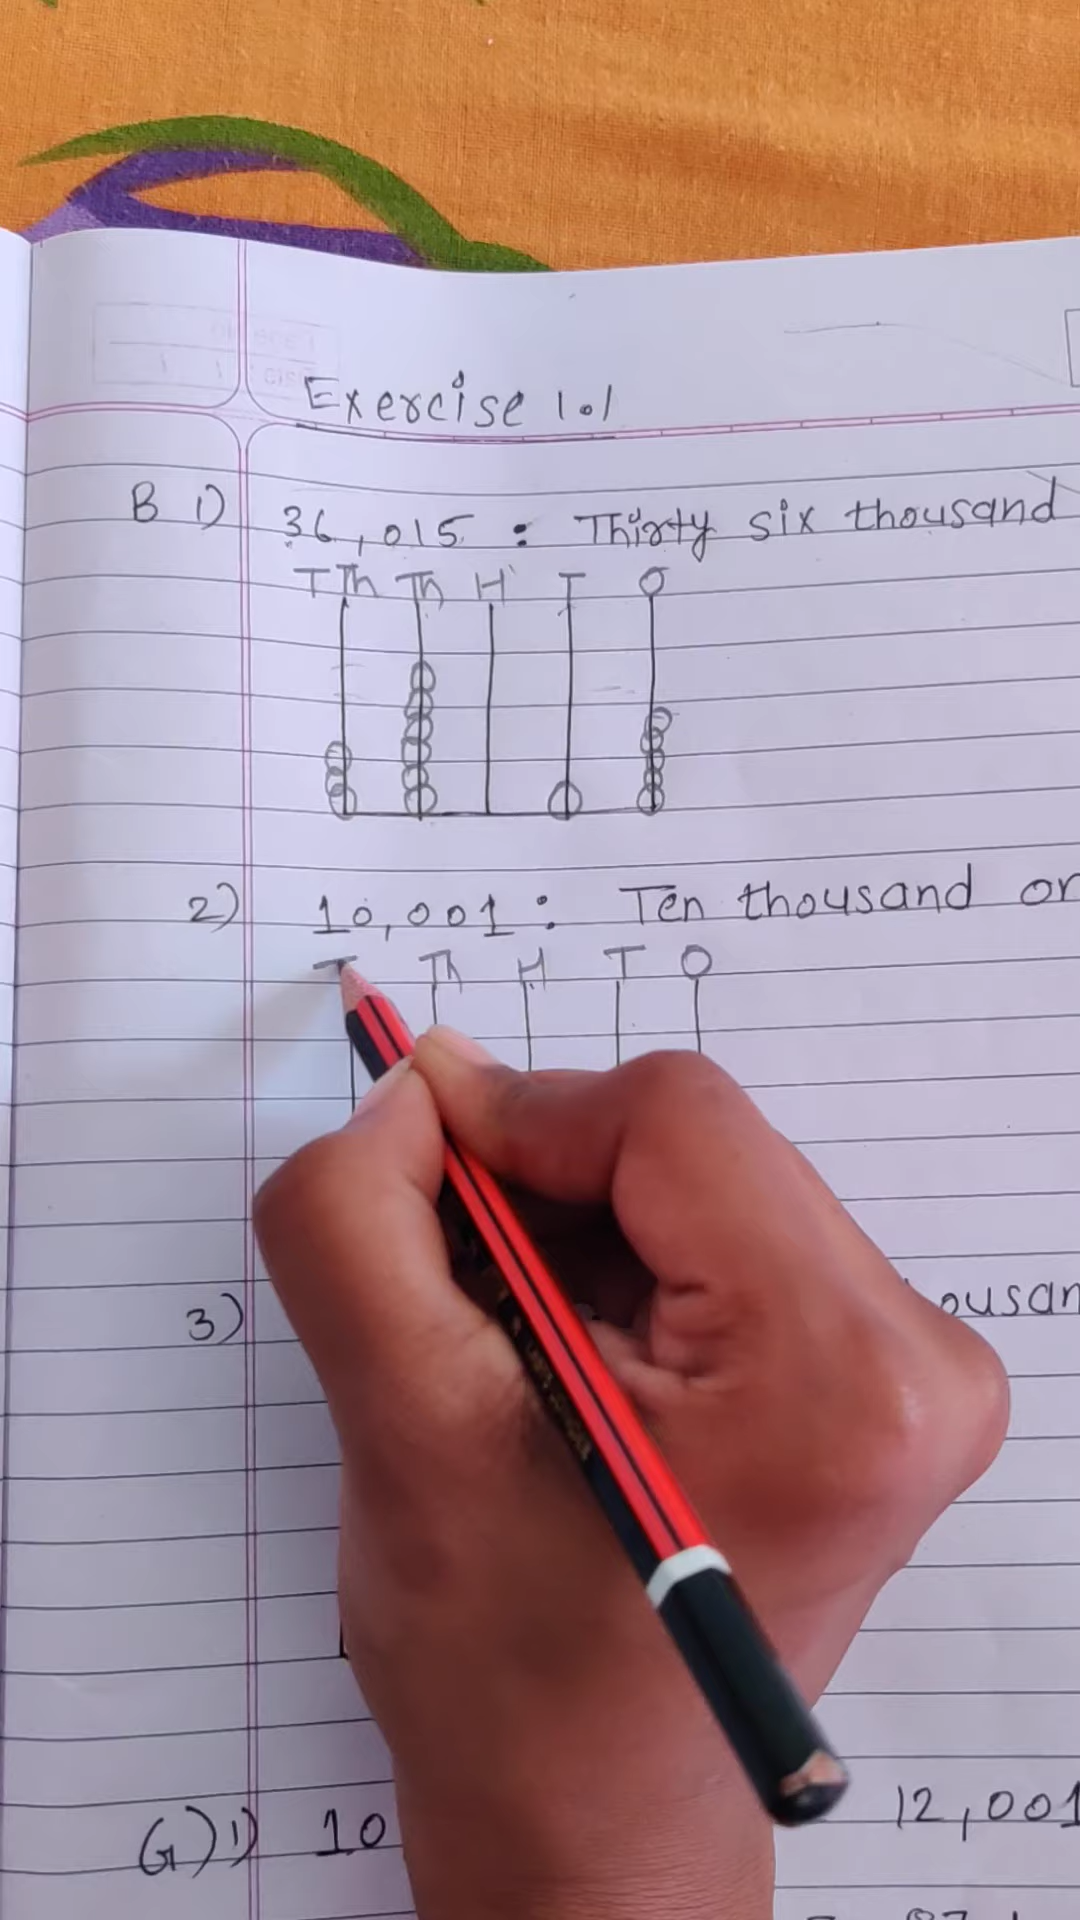 Exercise 1.1
B 1) 36,015 : Thirty six thousand
T Th Th H T O
2) 10,001 : Ten thousand
T Th H T O
3)
G) 1) 10 12,001